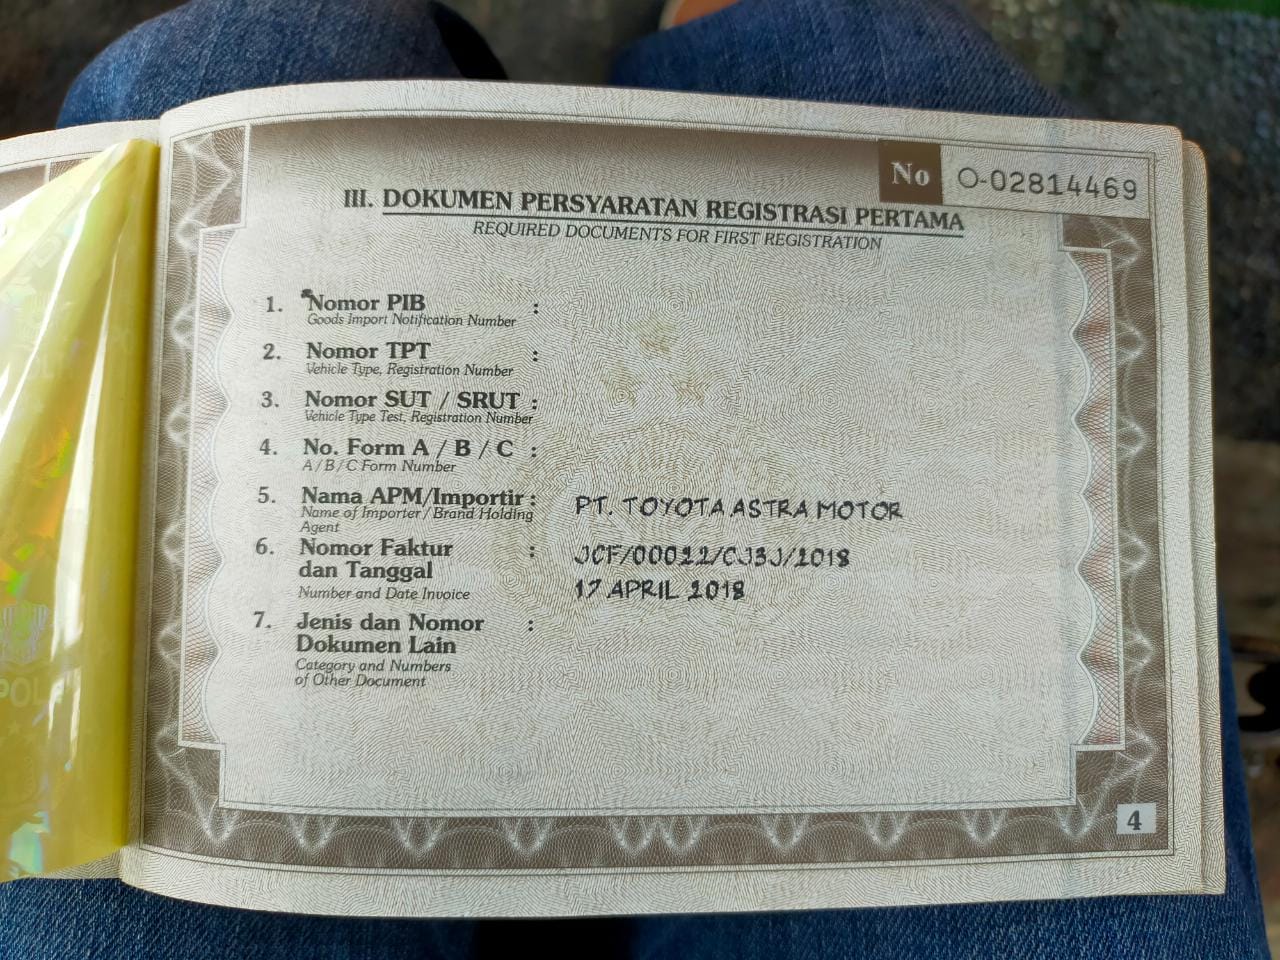 No O-02814469
III. DOKUMEN PERSYARATAN REGISTRASI PERTAMA
REQUIRED DOCUMENTS FOR FIRST REGISTRATION
1. Nomor PIB :
Goods Import Notification Number
2. Nomor TPT :
Vehicle Type, Registration Number
3. Nomor SUT / SRUT :
Vehicle Type Test, Registration Number
4. No. Form A / B / C :
A / B / C Form Number
5. Nama APM/Importir : PT. TOYOTA ASTRA MOTOR
Name of Importer / Brand Holding
Agent
6. Nomor Faktur : JCF/00022/CJ3J/2018
dan Tanggal 17 APRIL 2018
Number and Date Invoice
7. Jenis dan Nomor :
Dokumen Lain
Category and Numbers
of Other Document
4